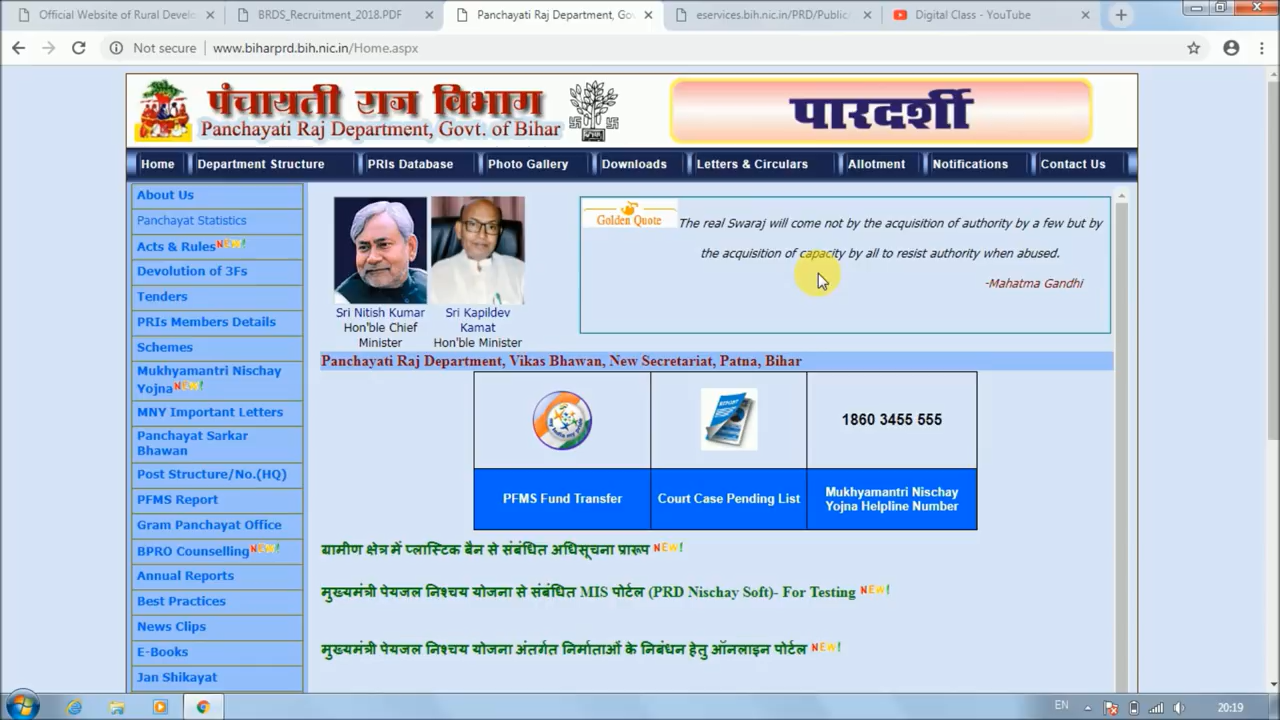 Official Website of Rural Develo
BRDS_Recruitment_2018.PDF
Panchayati Raj Department, Gov
eservices.bih.nic.in/PRD/Public/
Digital Class - YouTube
Not secure
www.biharprd.bih.nic.in/Home.aspx
पंचायती राज विभाग
Panchayati Raj Department, Govt. of Bihar
पारदर्शी
Home
Department Structure
PRIs Database
Photo Gallery
Downloads
Letters & Circulars
Allotment
Notifications
Contact Us
About Us
Panchayat Statistics
Acts & Rules NEW!
Devolution of 3Fs
Tenders
PRIs Members Details
Schemes
Mukhyamantri Nischay
Yojna NEW!
MNY Important Letters
Panchayat Sarkar
Bhawan
Post Structure/No.(HQ)
PFMS Report
Gram Panchayat Office
BPRO Counselling NEW!
Annual Reports
Best Practices
News Clips
E-Books
Jan Shikayat
Sri Nitish Kumar
Hon'ble Chief
Minister
Sri Kapildev
Kamat
Hon'ble Minister
Golden Quote
The real Swaraj will come not by the acquisition of authority by a few but by
the acquisition of capacity by all to resist authority when abused.
-Mahatma Gandhi
Panchayati Raj Department, Vikas Bhawan, New Secretariat, Patna, Bihar
REPORT
1860 3455 555
PFMS Fund Transfer
Court Case Pending List
Mukhyamantri Nischay
Yojna Helpline Number
ग्रामीण क्षेत्र में प्लास्टिक बैन से संबंधित अधिसूचना प्रारूप NEW!
मुख्यमंत्री पेयजल निश्चय योजना से संबंधित MIS पोर्टल (PRD Nischay Soft)- For Testing NEW!
मुख्यमंत्री पेयजल निश्चय योजना अंतर्गत निर्माताओं के निबंधन हेतु ऑनलाइन पोर्टल NEW!
EN
20:19